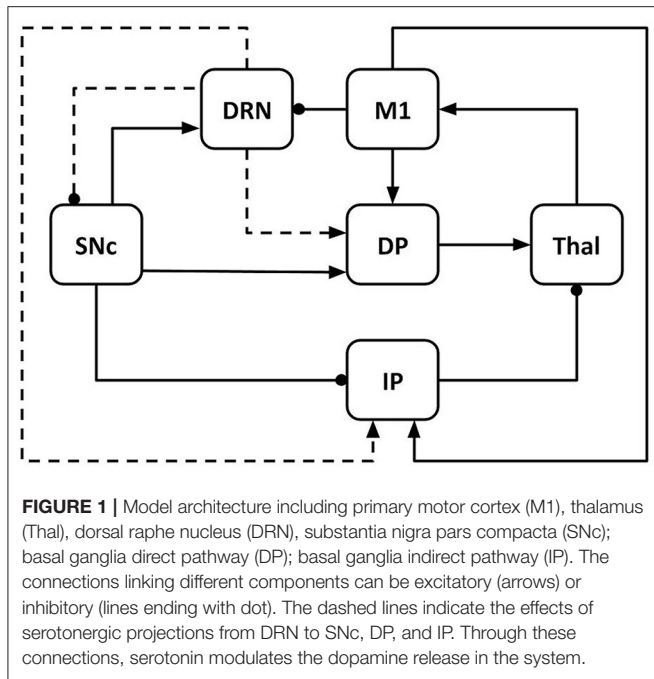 DRN
M1
SNc
DP
Thal
IP
FIGURE 1 | Model architecture including primary motor cortex (M1), thalamus
(Thal), dorsal raphe nucleus (DRN), substantia nigra pars compacta (SNc);
basal ganglia direct pathway (DP); basal ganglia indirect pathway (IP). The
connections linking different components can be excitatory (arrows) or
inhibitory (lines ending with dot). The dashed lines indicate the effects of
serotonergic projections from DRN to SNc, DP, and IP. Through these
connections, serotonin modulates the dopamine release in the system.